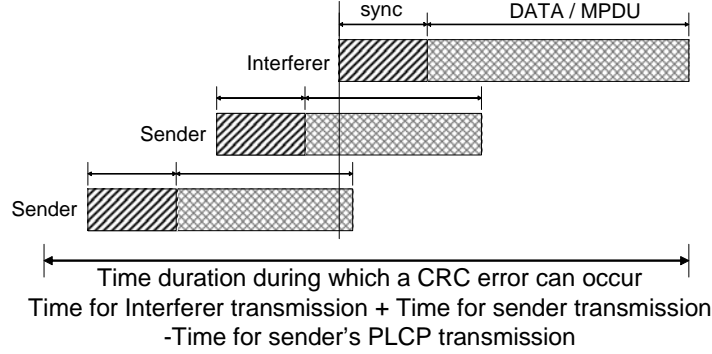 sync DATA / MPDU
Interferer
Sender
Sender
Time duration during which a CRC error can occur
Time for Interferer transmission + Time for sender transmission
-Time for sender's PLCP transmission